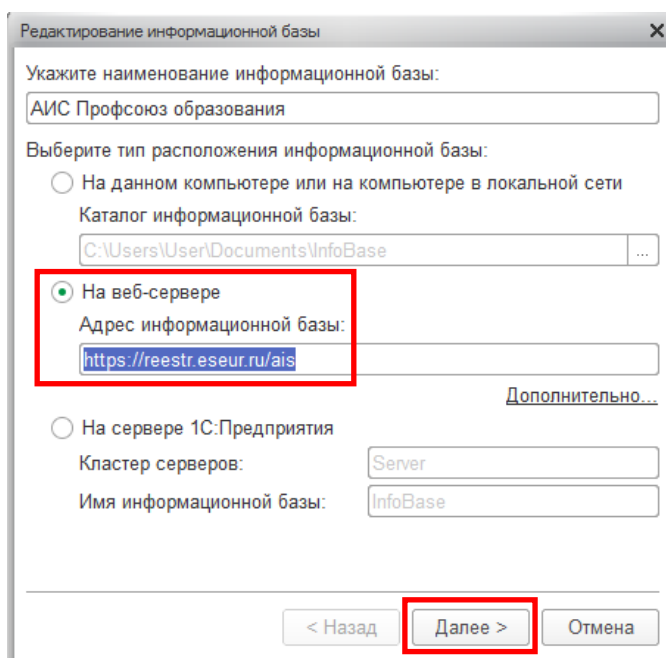 Редактирование информационной базы
Укажите наименование информационной базы:
АИС Профсоюз образования
Выберите тип расположения информационной базы:
На данном компьютере или на компьютере в локальной сети
Каталог информационной базы:
C:\Users\User\Documents\InfoBase
...
На веб-сервере
Адрес информационной базы:
https://reestr.eseur.ru/ais
Дополнительно...
На сервере 1С:Предприятия
Кластер серверов: Server
Имя информационной базы: InfoBase
< Назад Далее > Отмена